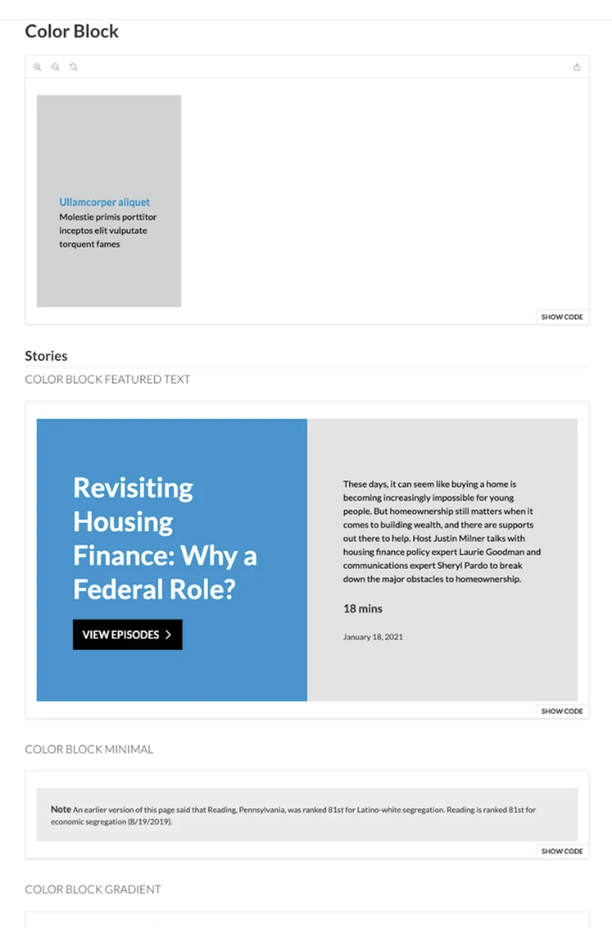 Color Block
Ullamcorper aliquet
Molestie primis porttitor
inceptos elit vulputate
torquent fames
SHOW CODE
Stories
COLOR BLOCK FEATURED TEXT
Revisiting
Housing
Finance: Why a
Federal Role?
VIEW EPISODES
These days, it can seem like buying a home is
becoming increasingly impossible for young
people. But homeownership still matters when it
comes to building wealth, and there are supports
out there to help. Host Justin Milner talks with
housing finance policy expert Laurie Goodman and
communications expert Sheryl Pardo to break
down the major obstacles to homeownership.
18 mins
January 18, 2021
SHOW CODE
COLOR BLOCK MINIMAL
Note An earlier version of this page said that Reading, Pennsylvania, was ranked 81st for Latino-white segregation. Reading is ranked 81st for
economic segregation (8/19/2019).
SHOW CODE
COLOR BLOCK GRADIENT